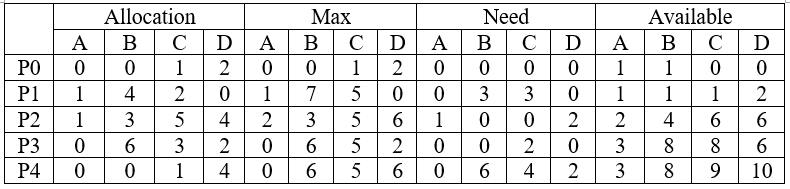 Allocation Max Need Available
A B C D A B C D A B C D A B C D
P0 0 0 1 2 0 0 1 2 0 0 0 0 1 1 0 0
P1 1 4 2 0 1 7 5 0 0 3 3 0 1 1 1 2
P2 1 3 5 4 2 3 5 6 1 0 0 2 2 4 6 6
P3 0 6 3 2 0 6 5 2 0 0 2 0 3 8 8 6
P4 0 0 1 4 0 6 5 6 0 6 4 2 3 8 9 10